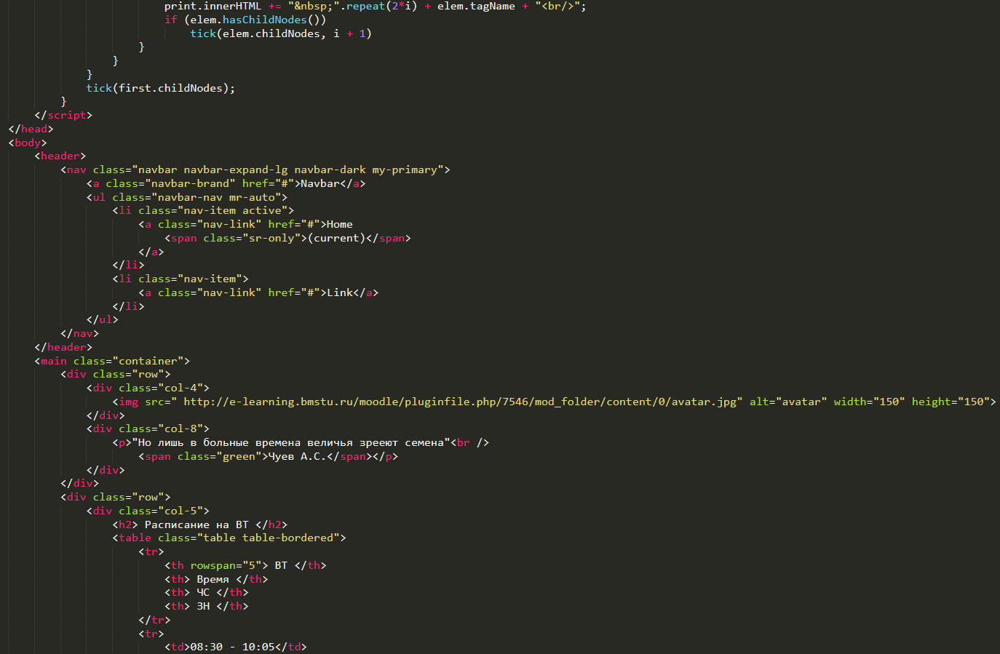 print.innerHTML += "&nbsp;".repeat(2*i) + elem.tagName + "<br/>";
if (elem.hasChildNodes())
tick(elem.childNodes, i + 1)
}
}
}
tick(first.childNodes);
}
</script>
</head>
<body>
<header>
<nav class="navbar navbar-expand-lg navbar-dark my-primary">
<a class="navbar-brand" href="#">Navbar</a>
<ul class="navbar-nav mr-auto">
<li class="nav-item active">
<a class="nav-link" href="#">Home
<span class="sr-only">(current)</span>
</a>
</li>
<li class="nav-item">
<a class="nav-link" href="#">Link</a>
</li>
</ul>
</nav>
</header>
<main class="container">
<div class="row">
<div class="col-4">
<img src=" http://e-learning.bmstu.ru/moodle/pluginfile.php/7546/mod_folder/content/0/avatar.jpg" alt="avatar" width="150" height="150">
</div>
<div class="col-8">
<p>"Но лишь в больные времена величья зрееют семена"<br />
<span class="green">Чуев А.С.</span></p>
</div>
</div>
<div class="row">
<div class="col-5">
<h2> Расписание на ВТ </h2>
<table class="table table-bordered">
<tr>
<th rowspan="5"> ВТ </th>
<th> Время </th>
<th> ЧС </th>
<th> ЗН </th>
</tr>
<tr>
<td>08:30 - 10:05</td>